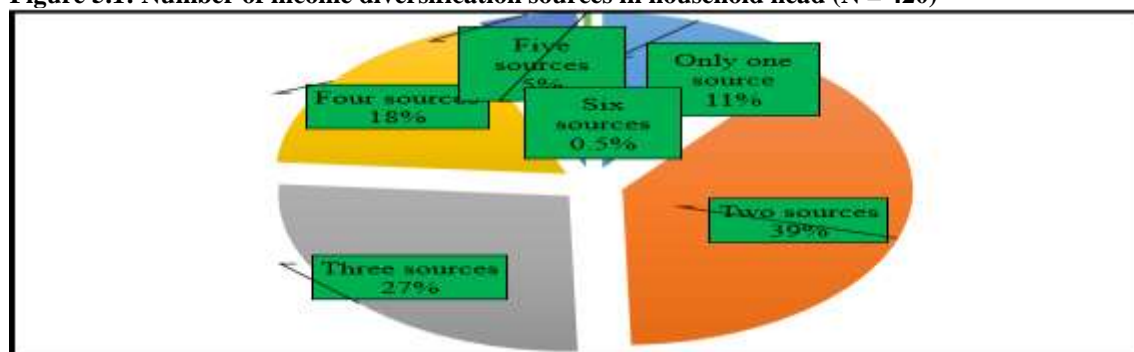 Figure 5.1: Number of income diversification sources in household head (N = 420)
Five
sources
5%
Only one
source
11%
Four sources
18%
Six
sources
0.5%
Two sources
39%
Three sources
27%